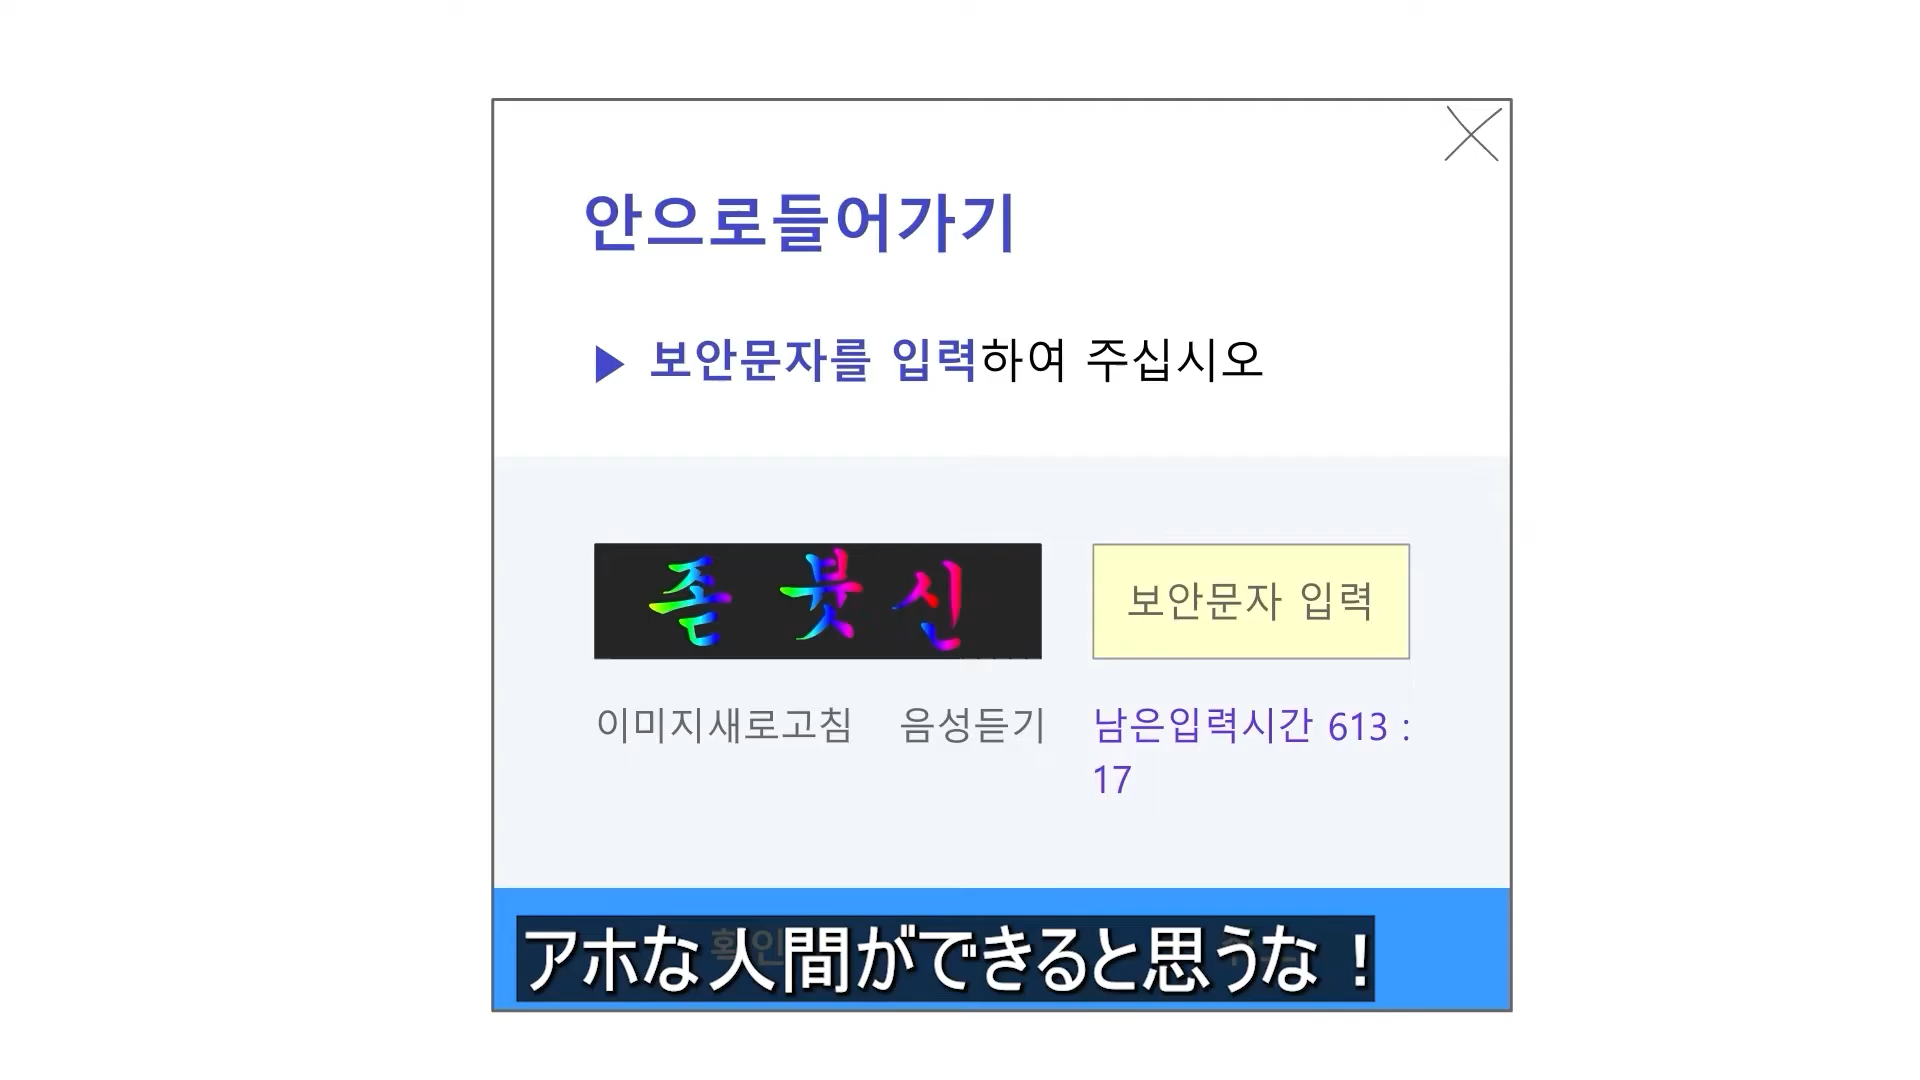 안으로들어가기
▶ 보안문자를 입력하여 주십시오
좉 붗 신
보안문자 입력
이미지새로고침 음성듣기 남은입력시간 613 :
17
アホな人間ができると思うな！